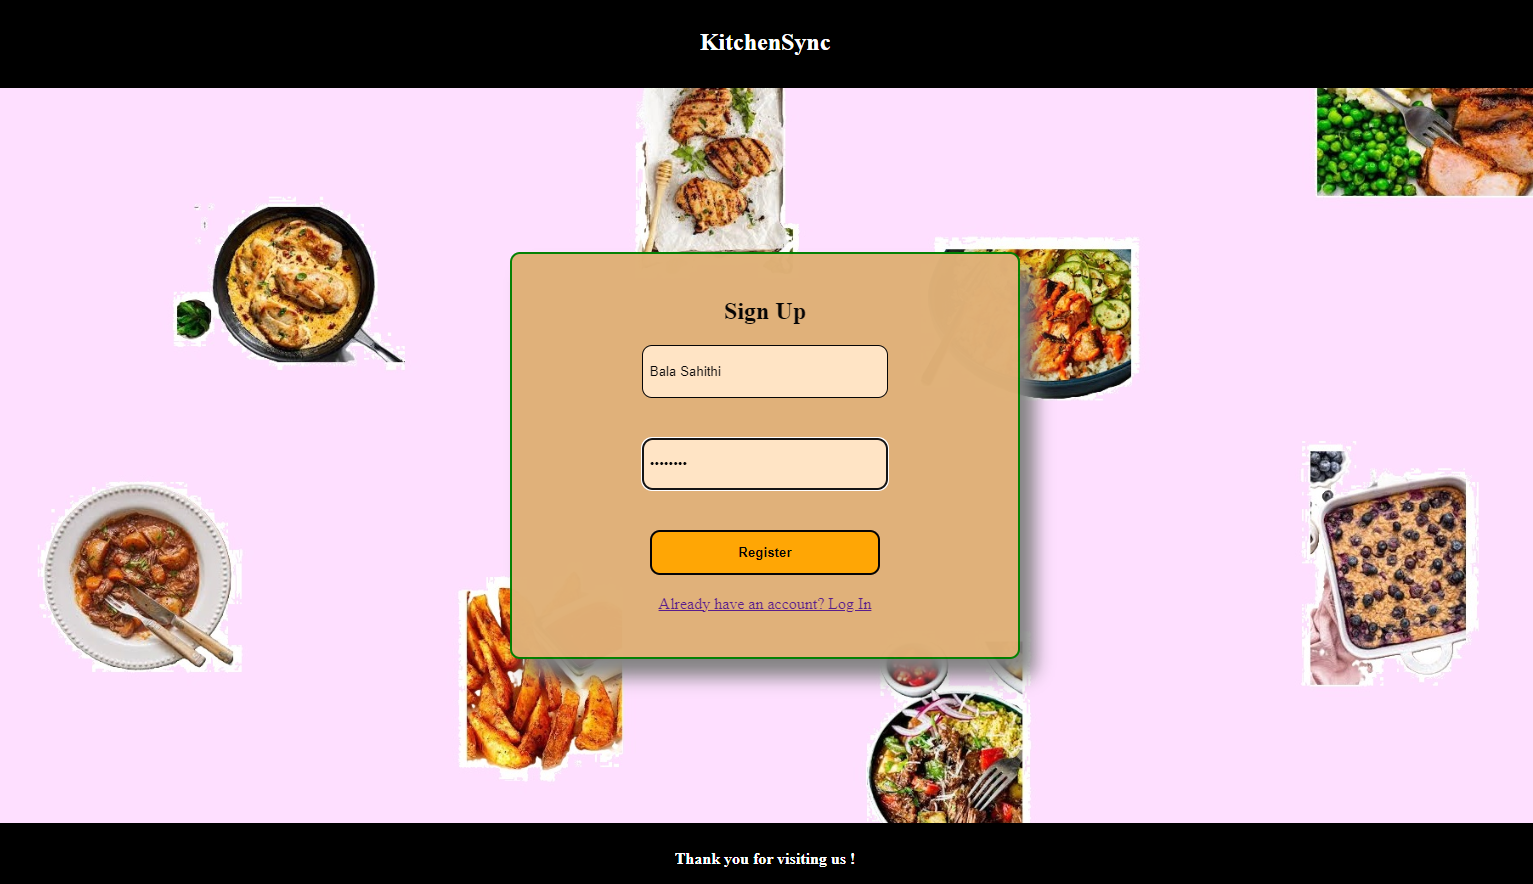 KitchenSync
Sign Up
Bala Sahithi
••••••••
Register
Already have an account? Log In
Thank you for visiting us !